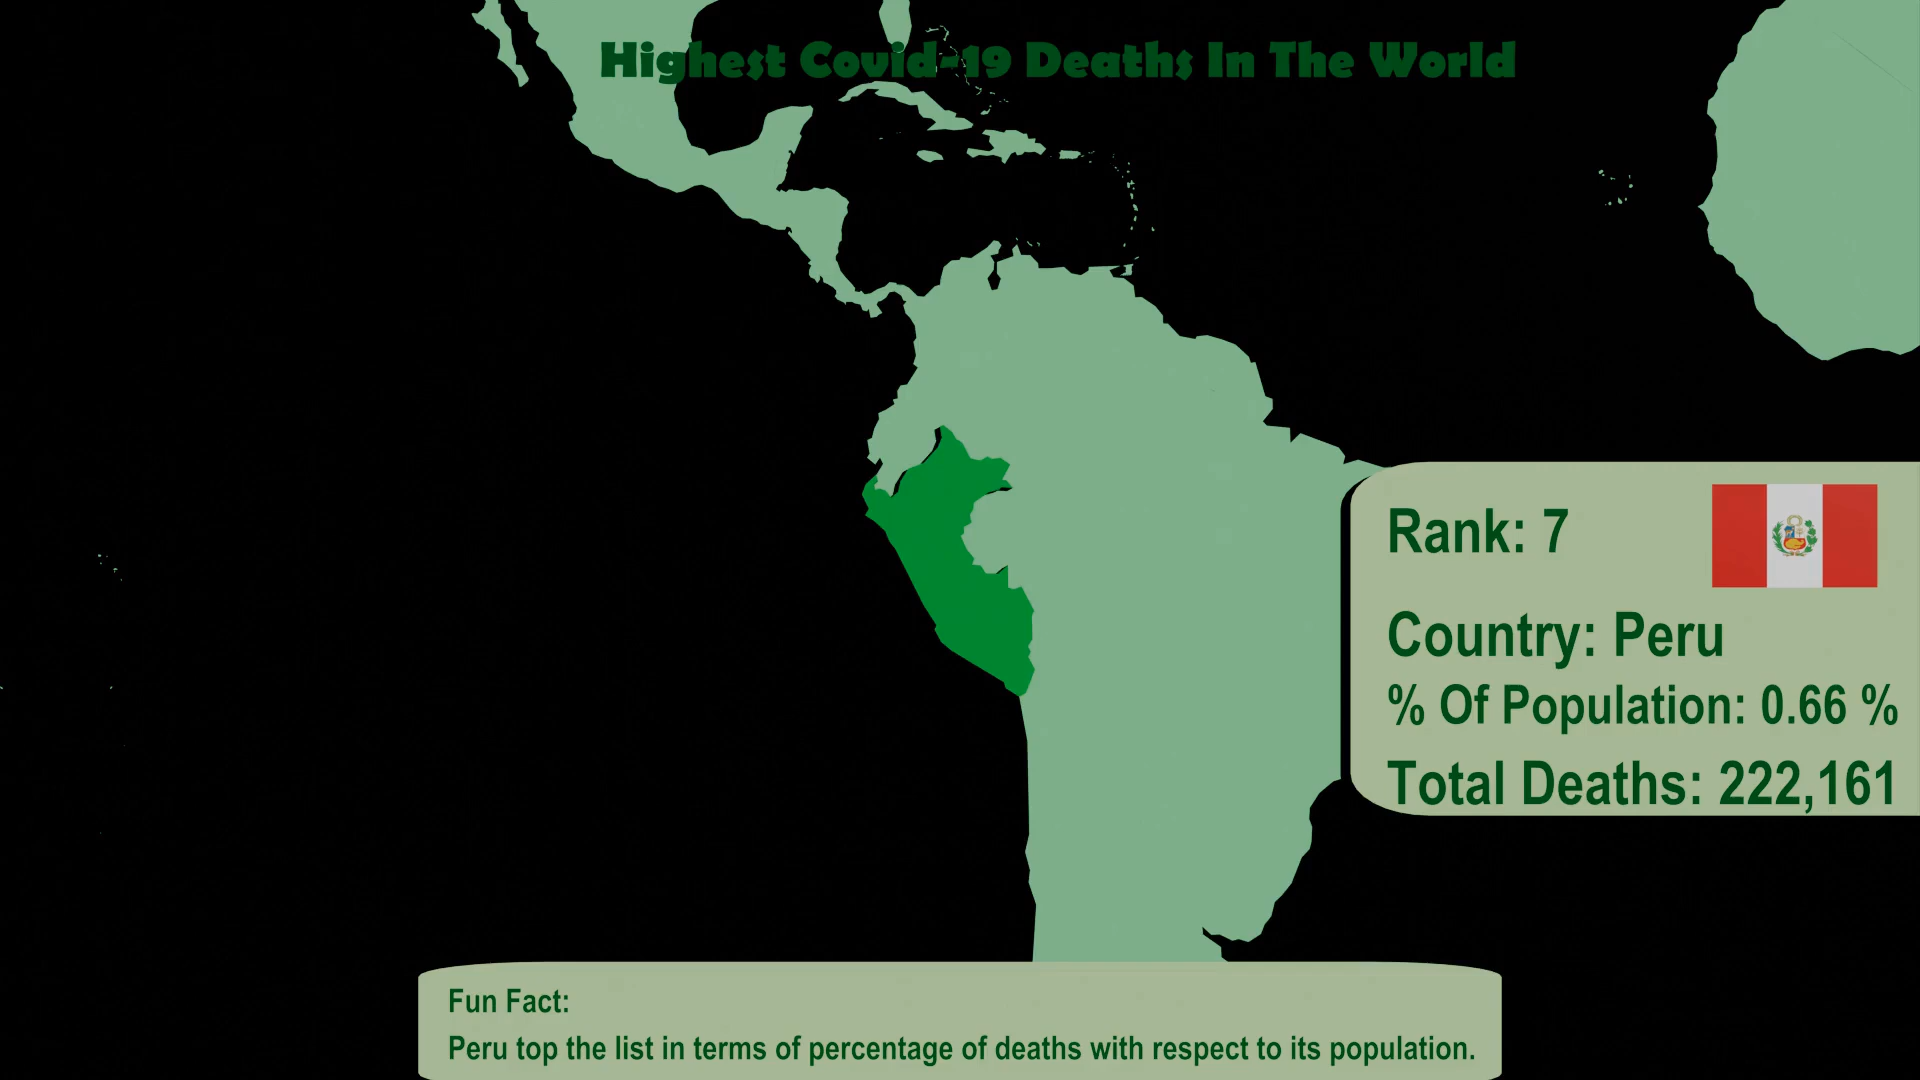 Highest Covid-19 Deaths In The World
Rank: 7
Country: Peru
% Of Population: 0.66 %
Total Deaths: 222,161
Fun Fact:
Peru top the list in terms of percentage of deaths with respect to its population.